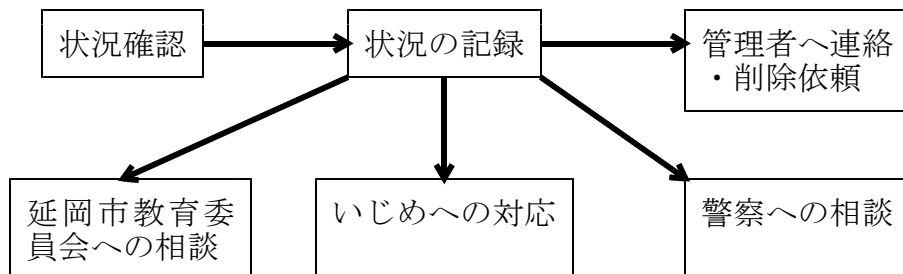 状況確認
状況の記録
管理者へ連絡
・削除依頼
延岡市教育委
員会への相談
いじめへの対応
警察への相談